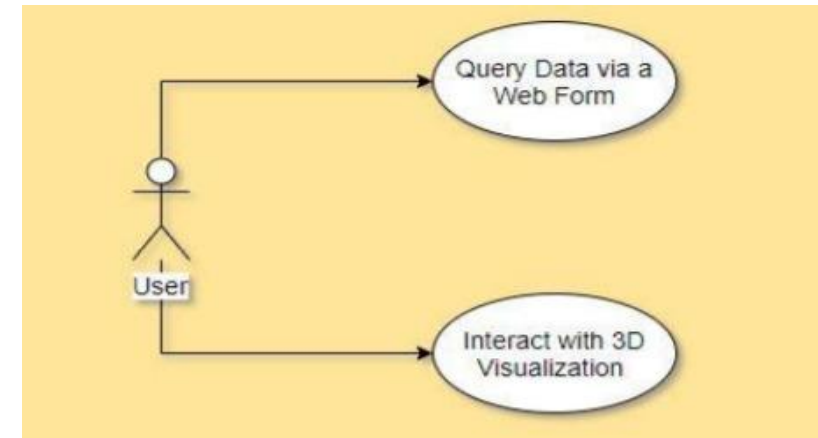 Query Data via a
Web Form
User
Interact with 3D
Visualization